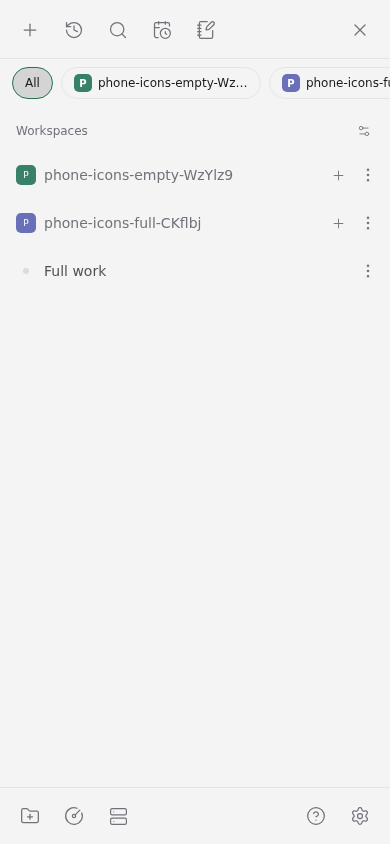 All
P phone-icons-empty-Wz…
P phone-icons-fu
Workspaces
P phone-icons-empty-WzYlz9
P phone-icons-full-CKflbj
Full work